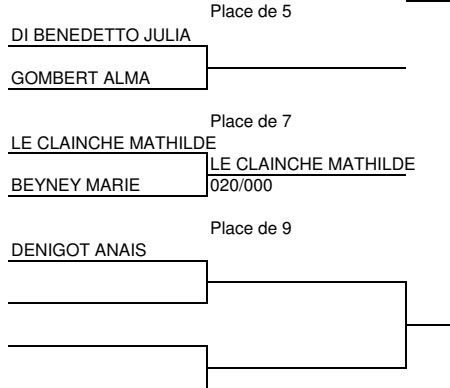 Place de 5
DI BENEDETTO JULIA
GOMBERT ALMA
Place de 7
LE CLAINCHE MATHILDE
LE CLAINCHE MATHILDE
BEYNEY MARIE
020/000
Place de 9
DENIGOT ANAIS